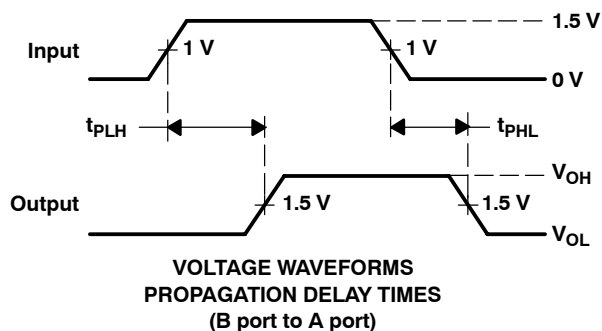 1.5 V
Input
1 V
1 V
0 V
tPLH
tPHL
VOH
Output
1.5 V
1.5 V
VOL
VOLTAGE WAVEFORMS
PROPAGATION DELAY TIMES
(B port to A port)